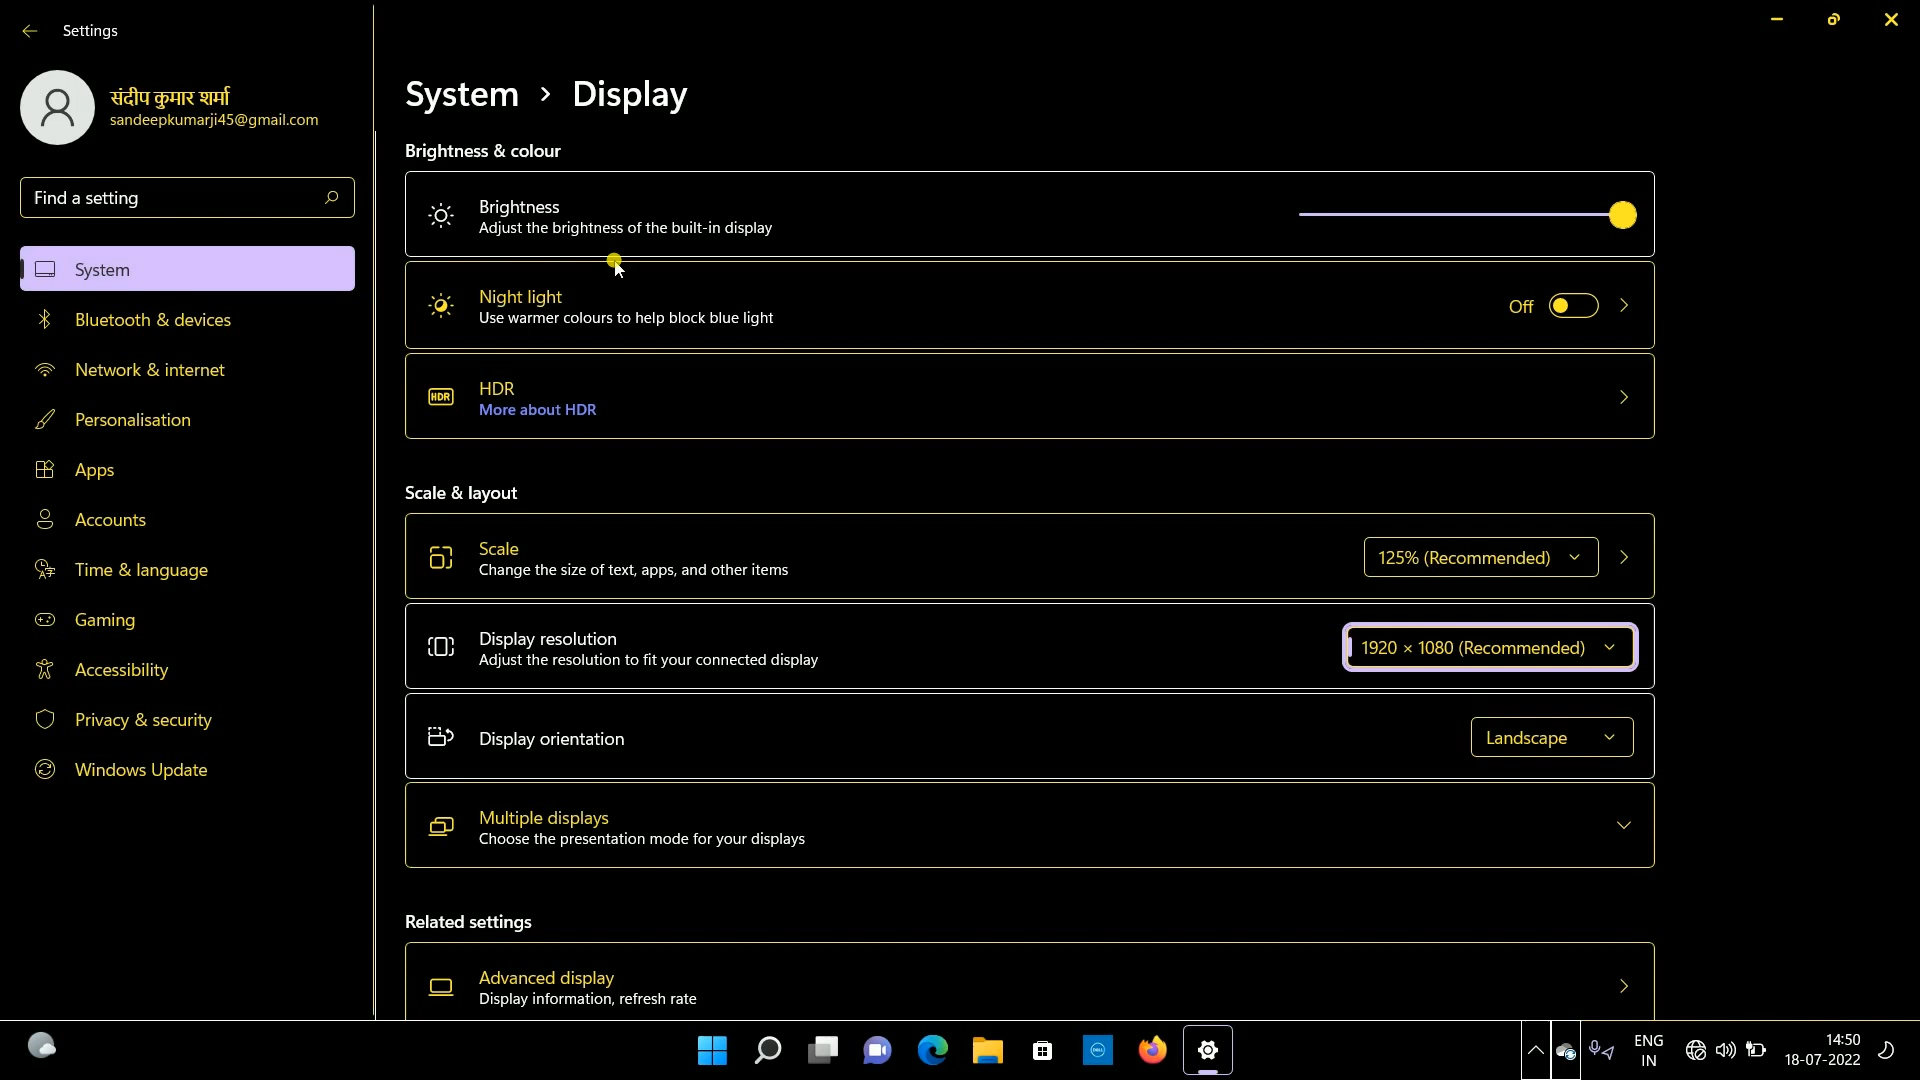 Settings
संदीप कुमार शर्मा
sandeepkumarji45@gmail.com
Find a setting
System
Bluetooth & devices
Network & internet
Personalisation
Apps
Accounts
Time & language
Gaming
Accessibility
Privacy & security
Windows Update
System › Display
Brightness & colour
Brightness
Adjust the brightness of the built-in display
Night light
Use warmer colours to help block blue light
Off
HDR
HDR
More about HDR
Scale & layout
Scale
Change the size of text, apps, and other items
125% (Recommended)
Display resolution
Adjust the resolution to fit your connected display
1920 × 1080 (Recommended)
Display orientation
Landscape
Multiple displays
Choose the presentation mode for your displays
Related settings
Advanced display
Display information, refresh rate
DELL
ENG
IN
14:50
18-07-2022